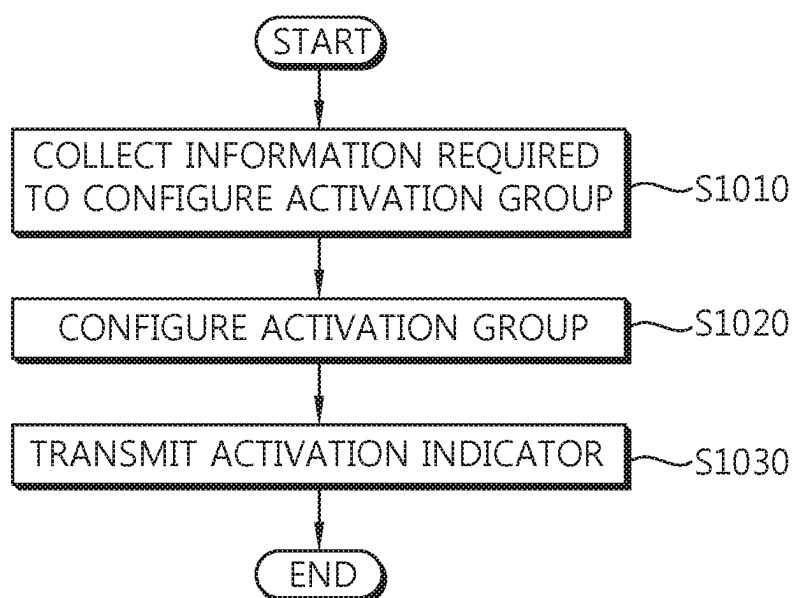 START
COLLECT INFORMATION REQUIRED
TO CONFIGURE ACTIVATION GROUP
S1010
CONFIGURE ACTIVATION GROUP
S1020
TRANSMIT ACTIVATION INDICATOR
S1030
END